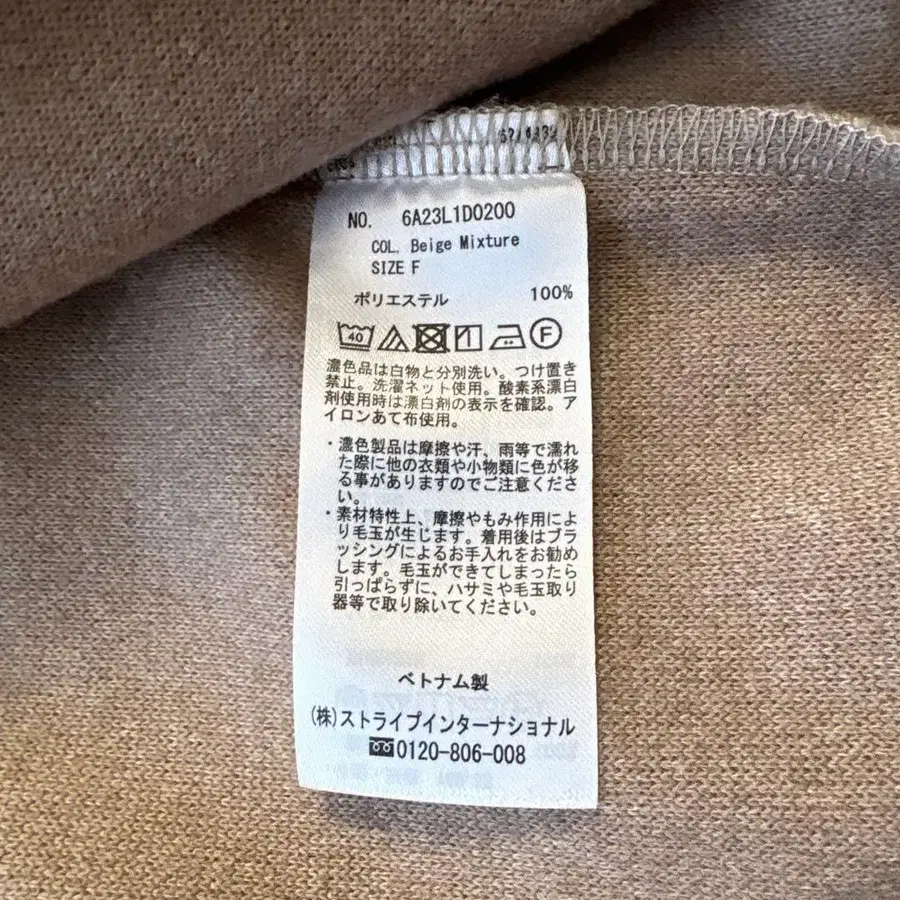 NO. 6A23L1D0200
COL. Beige Mixture
SIZE F
ポリエステル 100%
40 F
濃色品は白物と分別洗い。つけ置き
禁止。洗濯ネット使用。酸素系漂白
剤使用時は漂白剤の表示を確認。ア
イロンあて布使用。
・濃色製品は摩擦や汗、雨等で濡れ
た際に他の衣類や小物類に色が移
る事がありますのでご注意くださ
い。
・素材特性上、摩擦やもみ作用によ
り毛玉が生じます。着用後はブラ
ッシングによるお手入れをお勧め
します。毛玉ができてしまったら
引っぱらずに、ハサミや毛玉取り
器等で取り除いてください。
ベトナム製
(株)ストライプインターナショナル
0120-806-008